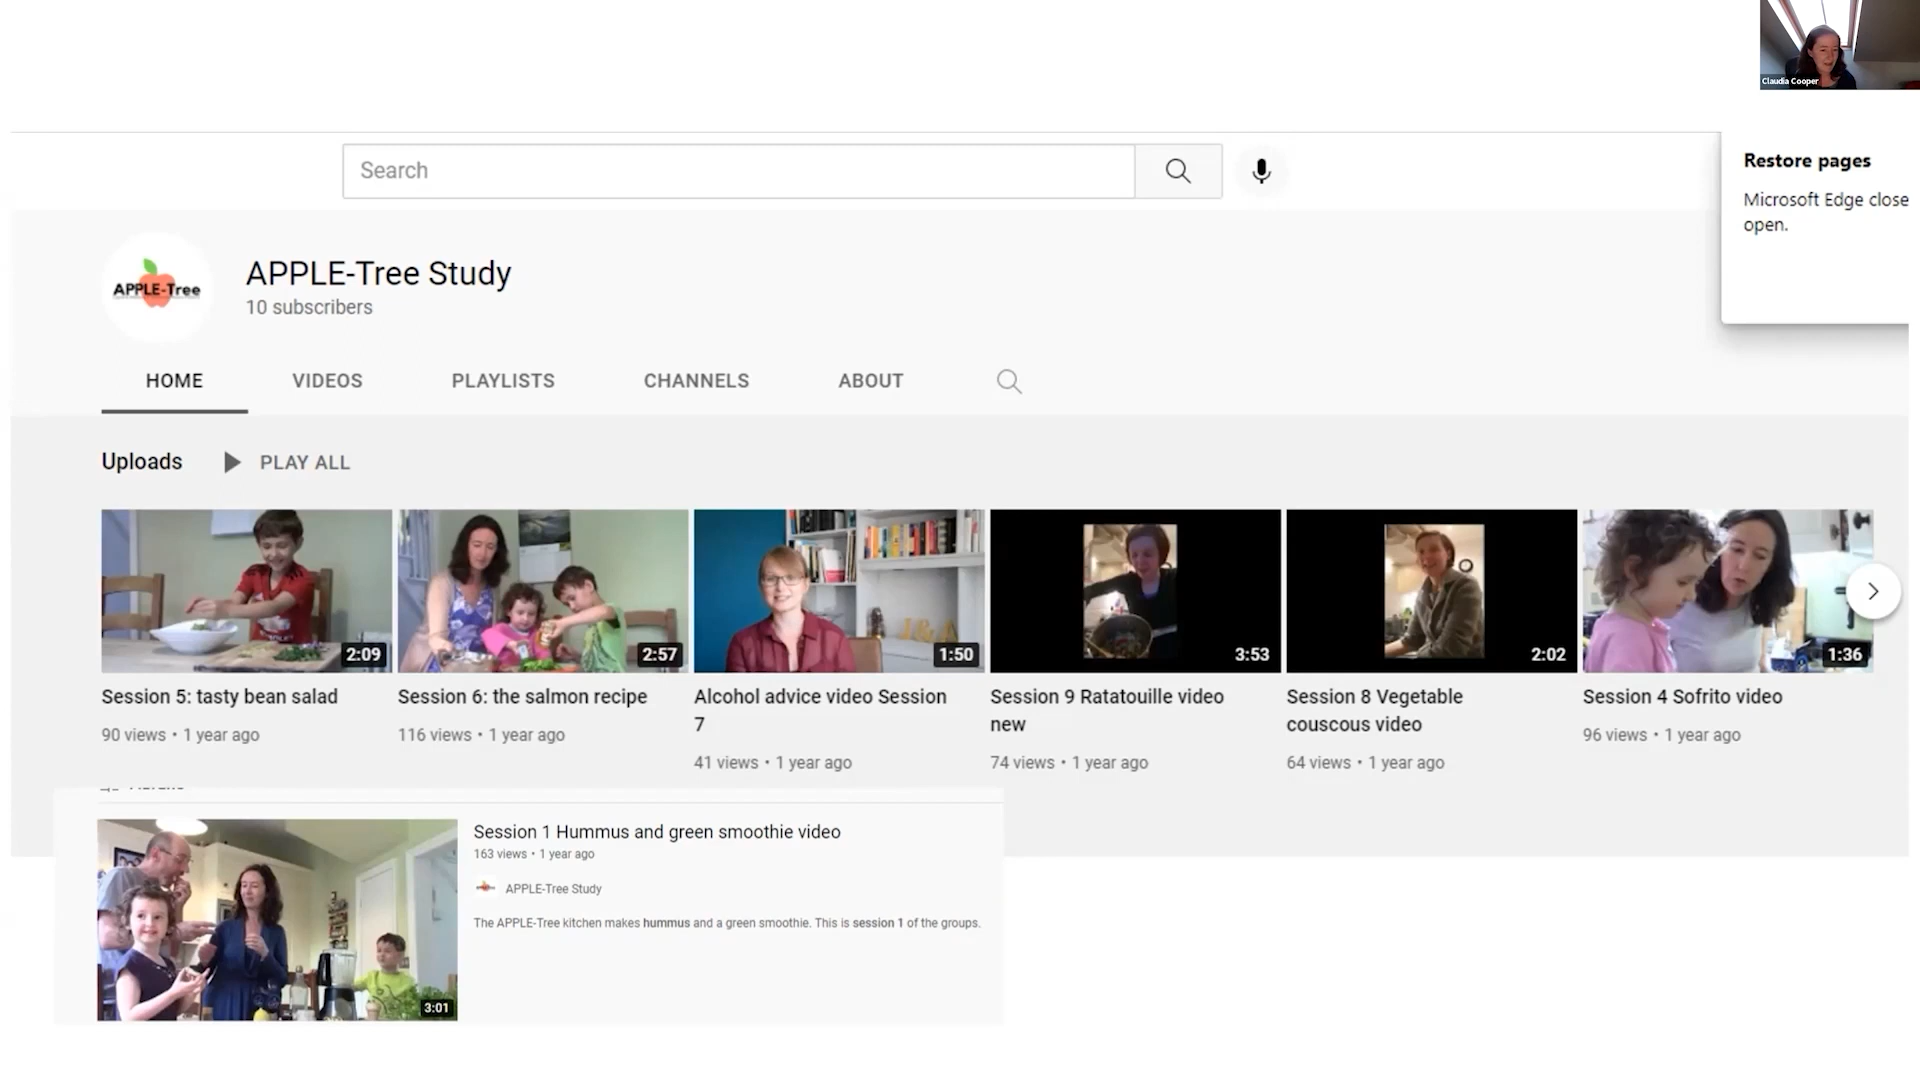 Claudia Cooper
Search
Restore pages
Microsoft Edge close
open.
APPLE-Tree
APPLE-Tree Study
10 subscribers
HOME VIDEOS PLAYLISTS CHANNELS ABOUT
Uploads PLAY ALL
2:09
2:57
1:50
J&A
3:53
2:02
1:36
Session 5: tasty bean salad
90 views • 1 year ago
Session 6: the salmon recipe
116 views • 1 year ago
Alcohol advice video Session
7
41 views • 1 year ago
Session 9 Ratatouille video
new
74 views • 1 year ago
Session 8 Vegetable
couscous video
64 views • 1 year ago
Session 4 Sofrito video
96 views • 1 year ago
3:01
Session 1 Hummus and green smoothie video
163 views • 1 year ago
APPLE-Tree Study
The APPLE-Tree kitchen makes hummus and a green smoothie. This is session 1 of the groups.